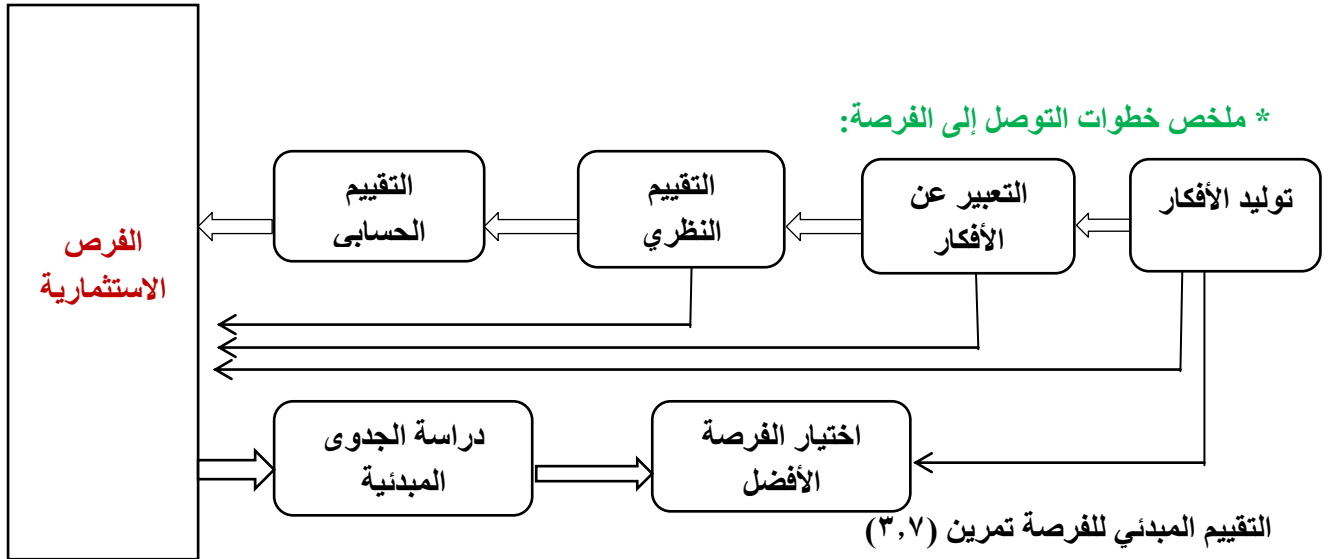 * ملخص خطوات التوصل إلى الفرصة:
توليد الأفكار
التعبير عن
الأفكار
التقييم
النظري
التقييم
الحسابى
الفرص
الاستثمارية
دراسة الجدوى
المبدئية
اختيار الفرصة
الأفضل
التقييم المبدئي للفرصة تمرين (٣,٧)